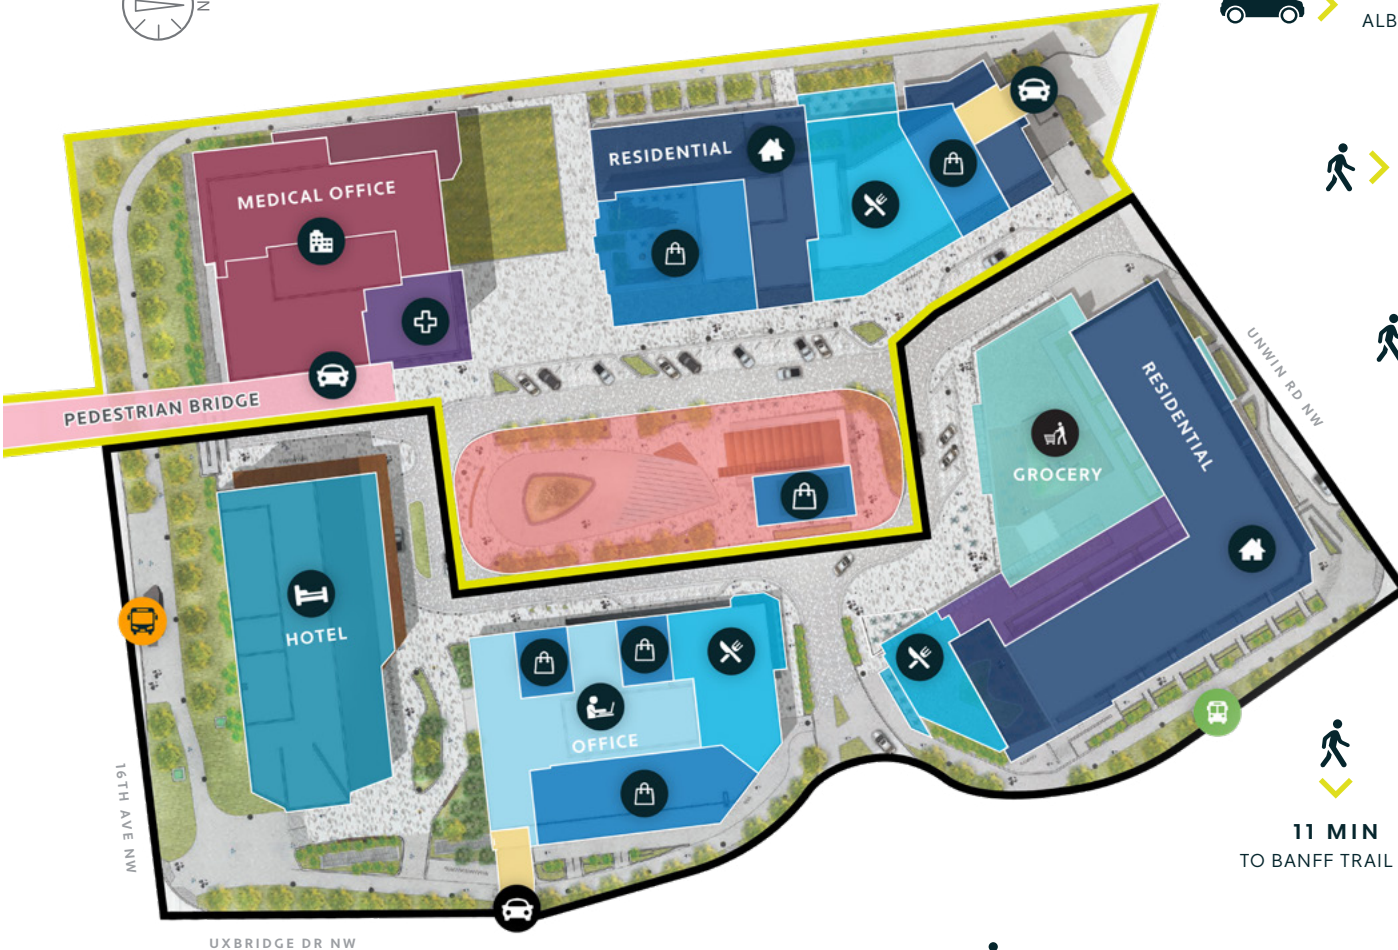 N
ALB
RESIDENTIAL
MEDICAL OFFICE
PEDESTRIAN BRIDGE
UNWIN RD NW
RESIDENTIAL
GROCERY
HOTEL
OFFICE
16TH AVE NW
11 MIN
TO BANFF TRAIL
UXBRIDGE DR NW